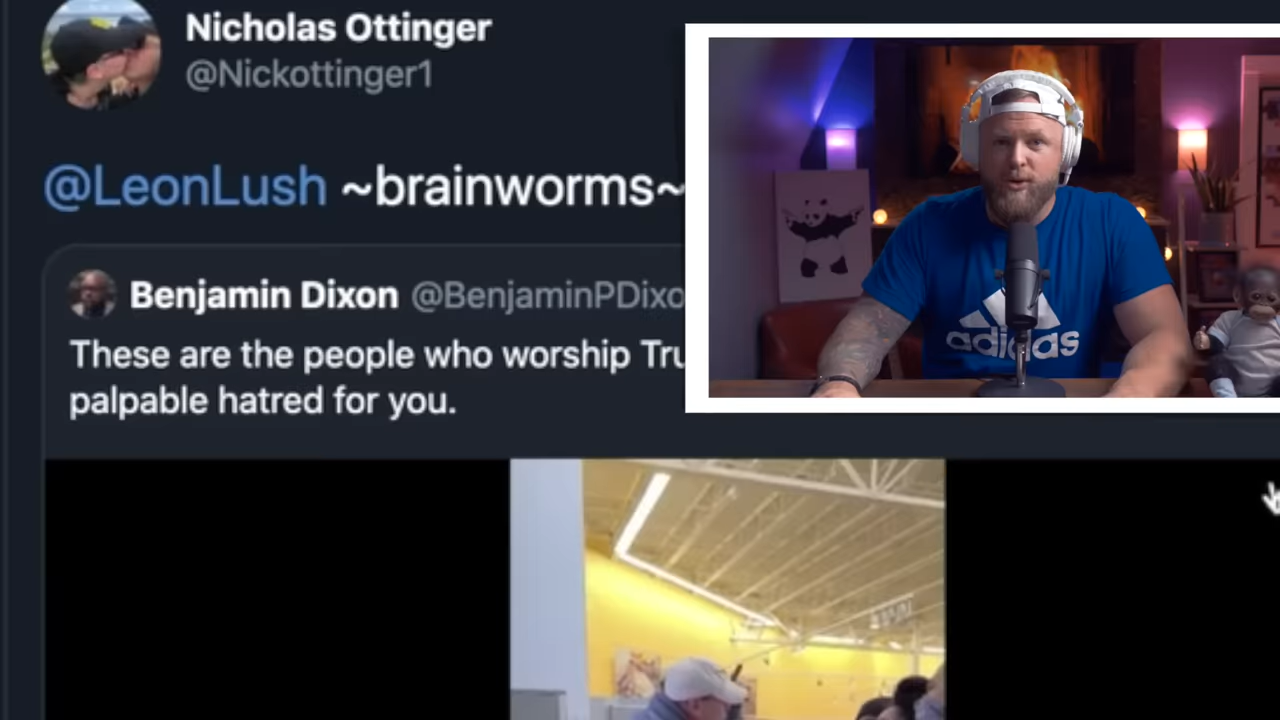 Nicholas Ottinger
@Nickottinger1
@LeonLush ~brainworms~
Benjamin Dixon @BenjaminPDixo
These are the people who worship Tru
palpable hatred for you.
adidas